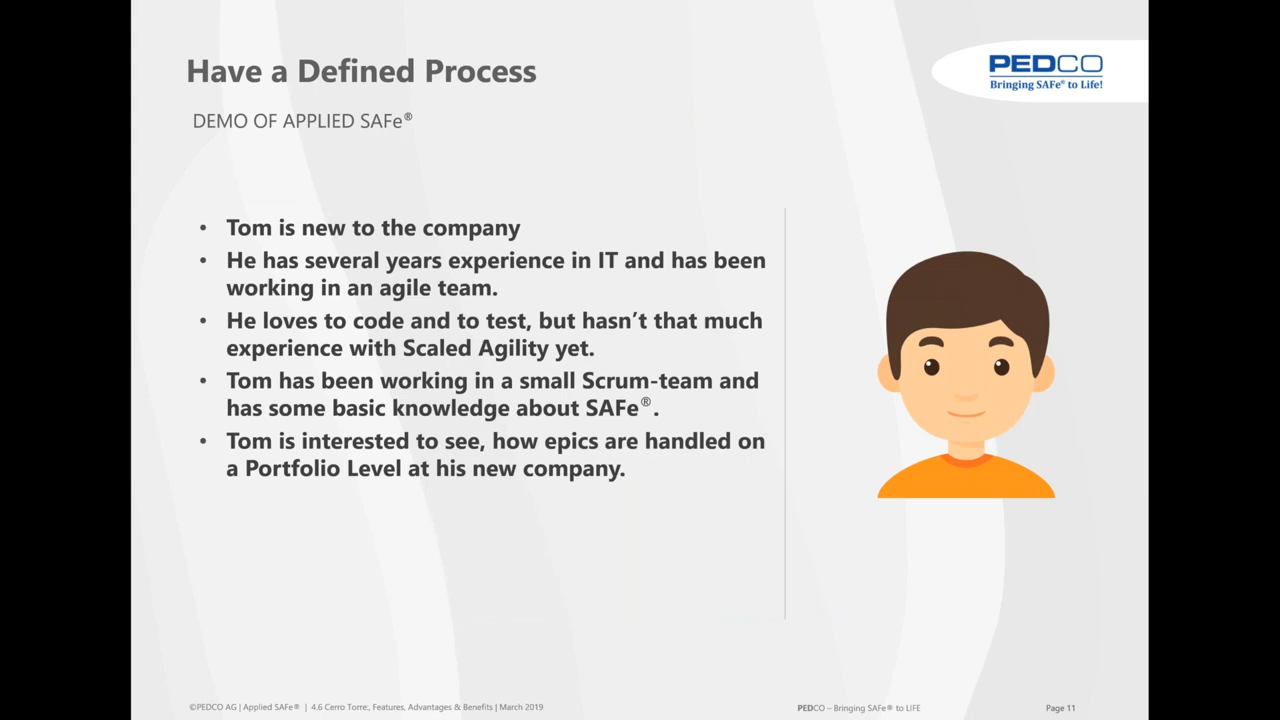 Have a Defined Process
PEDCO
Bringing SAFe® to Life!
DEMO OF APPLIED SAFe®
• Tom is new to the company
• He has several years experience in IT and has been
working in an agile team.
• He loves to code and to test, but hasn’t that much
experience with Scaled Agility yet.
• Tom has been working in a small Scrum-team and
has some basic knowledge about SAFe®.
• Tom is interested to see, how epics are handled on
a Portfolio Level at his new company.
©PEDCO AG | Applied SAFe® | 4.6 Cerro Torre:, Features, Advantages & Benefits | March 2019
PEDCO – Bringing SAFe® to LIFE
Page 11